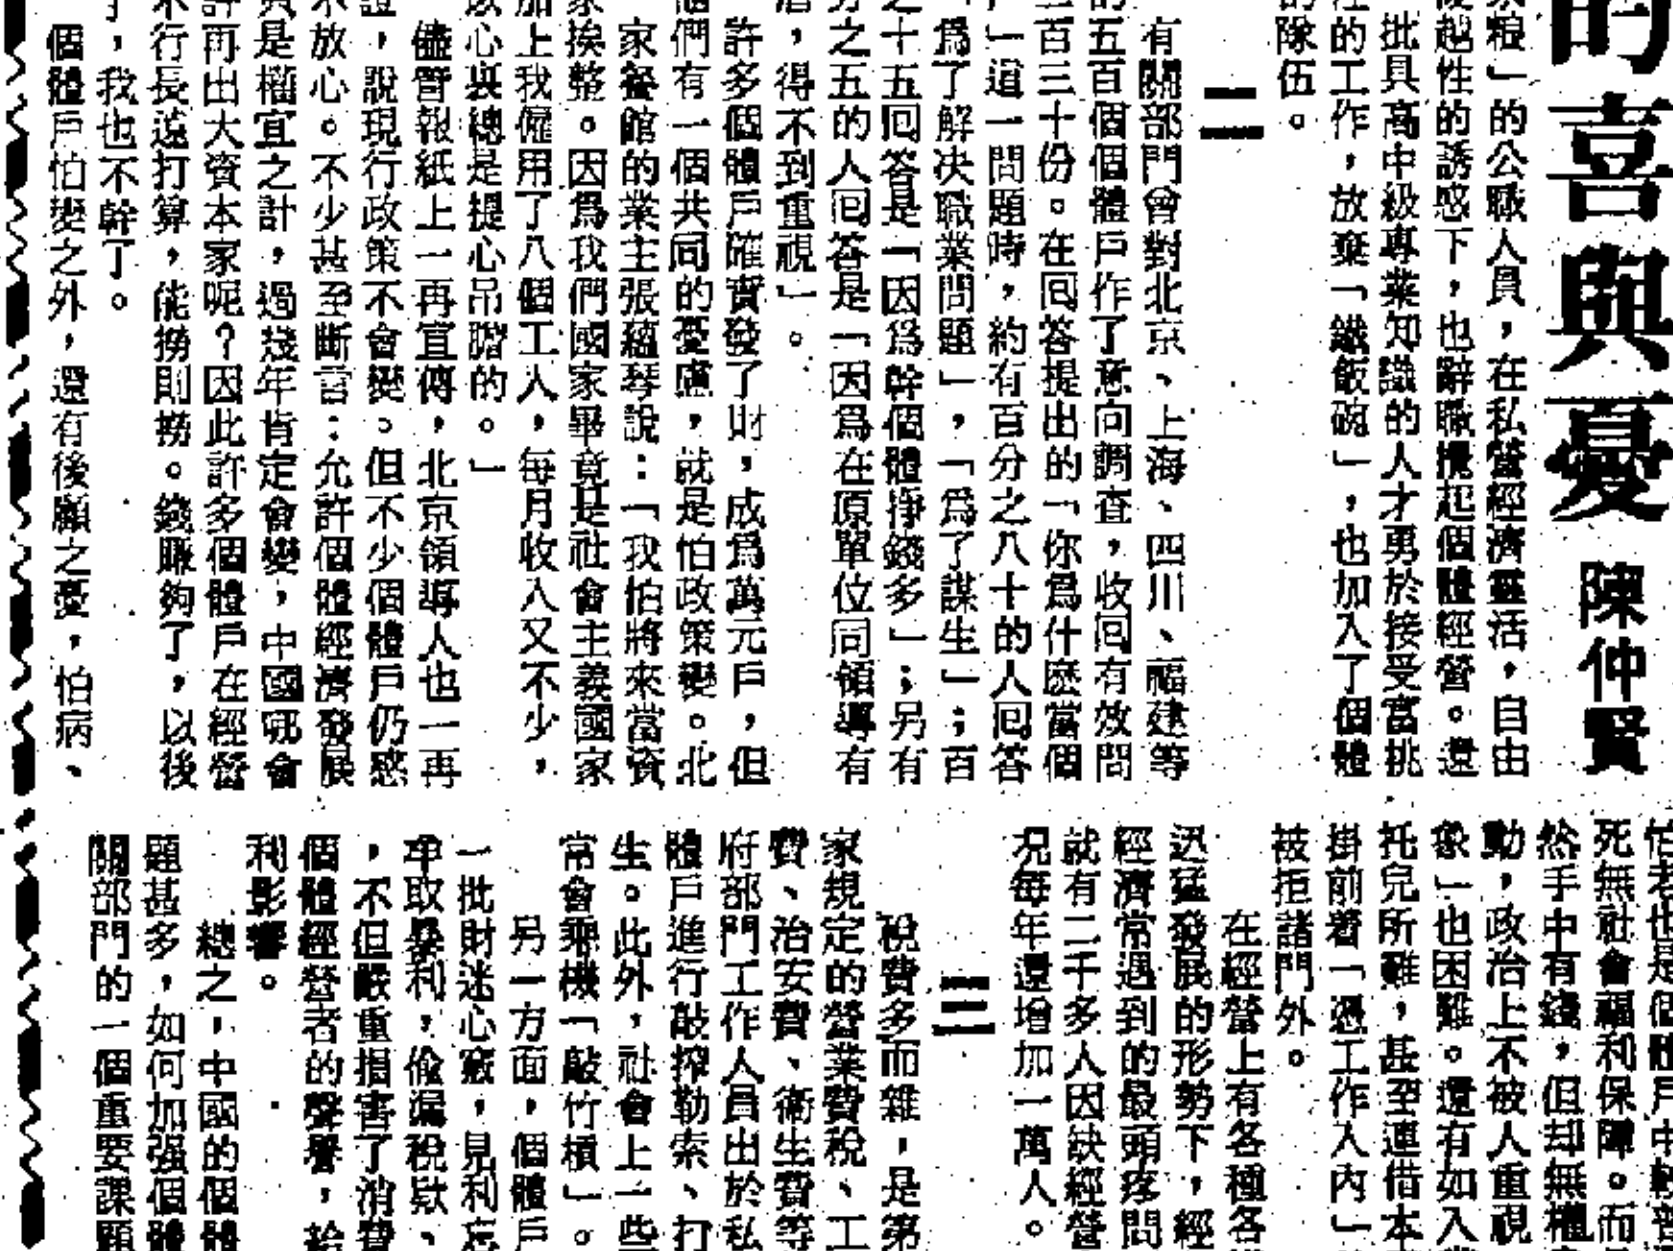 的喜與憂
陳仲賢
糧」的公職人員,在私營經濟靈活,自由
越性的誘惑下,也辭職攬起個體經營。還
批具高中級專業知識的人才勇於接受富挑
的工作,放棄「鐵飯碗」,也加入了個體
的隊伍。
二
有關部門曾對北京、上海、四川、福建等
的五百個個體戶作了意向調查,收回有效問
三百三十份。在回答提出的「你爲什麼當個
」這一問題時,約有百分之八十的人回答
「爲了解决職業問題」,「爲了謀生」;百
之十五回答是「因爲幹個體掙錢多」;另有
分之五的人回答是「因爲在原單位同領導有
,得不到重視」。
許多個體戶確實發了財,成爲萬元戶,但
他們有一個共同的憂慮,就是怕政策變。北
家餐館的業主張蘊琴說:「我怕將來當資
家挨整。因爲我們國家畢竟是社會主義國家
加上我僱用了八個工人,每月收入又不少,
心裏總是提心吊膽的。」
儘管報紙上一再宣傳,北京領導人也一再
,說現行政策不會變。但不少個體戶仍感
不放心。不少甚至斷言:允許個體經濟發展
是權宜之計,過幾年肯定會變,中國哪會
許再出大資本家呢?因此許多個體戶在經營
不行長遠打算,能撈則撈。錢賺夠了,以後
了,我也不幹了。
個體戶怕變之外,還有後顧之憂,怕病、
怕老也是個體戶中較普
死無社會福利保障。而
然手中有錢,但却無權
動,政治上不被人重視
象」也困難。還有如入
托兒所難,甚至連借本
掛前着「憑工作入內」
被拒諸門外。
在經營上有各種各
迅猛發展的形勢下,經
經濟常遇到的最頭疼問
就有二千多人因缺經營
况每年還增加一萬人。
三
稅費多而雜,是第
家規定的營業費稅、工
費、治安費、衞生費等
府部門工作人員出於私
體戶進行敲搾勒索、打
生。此外,社會上一些
常會乘機「敲竹槓」。
另一方面,個體戶
一批財迷心竅,見利忘
牟取暴利,偸漏稅款、
,不但嚴重損害了消費
個體經營者的聲譽,給
利影響。
總之,中國的個體
題甚多,如何加强個體
關部門的一個重要課題